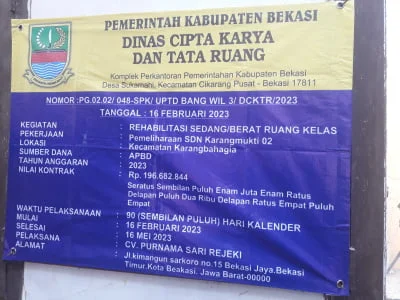 PEMERINTAH KABUPATEN BEKASI
DINAS CIPTA KARYA
DAN TATA RUANG
Komplek Perkantoran Pemerintahan Kabupaten Bekasi
Desa Sukamahi, Kecamatan Cikarang Pusat - Bekasi 17811
NOMOR :PG.02.02/ 048-SPK/ UPTD BANG WIL 3/ DCKTR/2023
TANGGAL : 16 FEBRUARI 2023
KEGIATAN : REHABILITASI SEDANG/BERAT RUANG KELAS
PEKERJAAN : Pemeliharaan SDN Karangmukti 02
LOKASI : Kecamatan Karangbahagia
SUMBER DANA : APBD
TAHUN ANGGARAN : 2023
NILAI KONTRAK : Rp. 196.682.844
Seratus Sembilan Puluh Enam Juta Enam Ratus
Delapan Puluh Dua Ribu Delapan Ratus Empat Puluh
Empat
WAKTU PELAKSANAAN : 90 (SEMBILAN PULUH) HARI KALENDER
MULAI : 16 FEBRUARI 2023
SELESAI : 16 MEI 2023
PELAKSANA : CV. PURNAMA SARI REJEKI
ALAMAT : Jl.kimangun sarkoro no.15 Bekasi Jaya.Bekasi
Timur.Kota Beakasi. Jawa Barat-00000